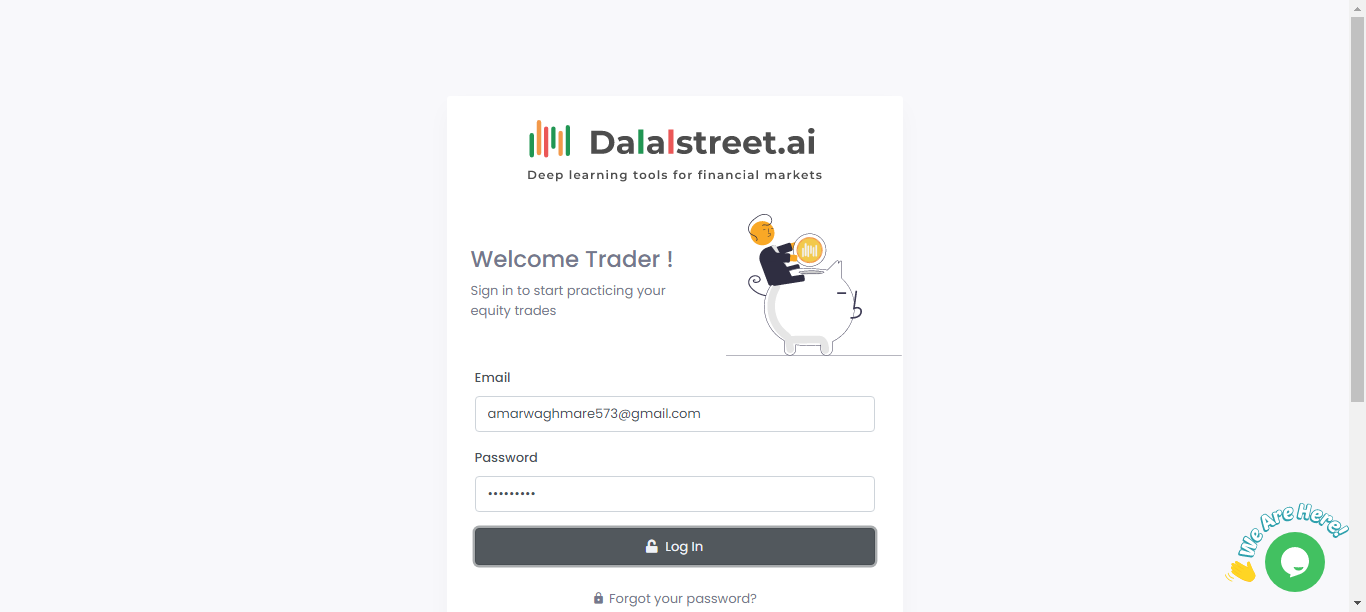 Dalalstreet.ai
Deep learning tools for financial markets
Welcome Trader !
Sign in to start practicing your
equity trades
Email
amarwaghmare573@gmail.com
Password
•••••••••
Log In
Forgot your password?
We Are Here!